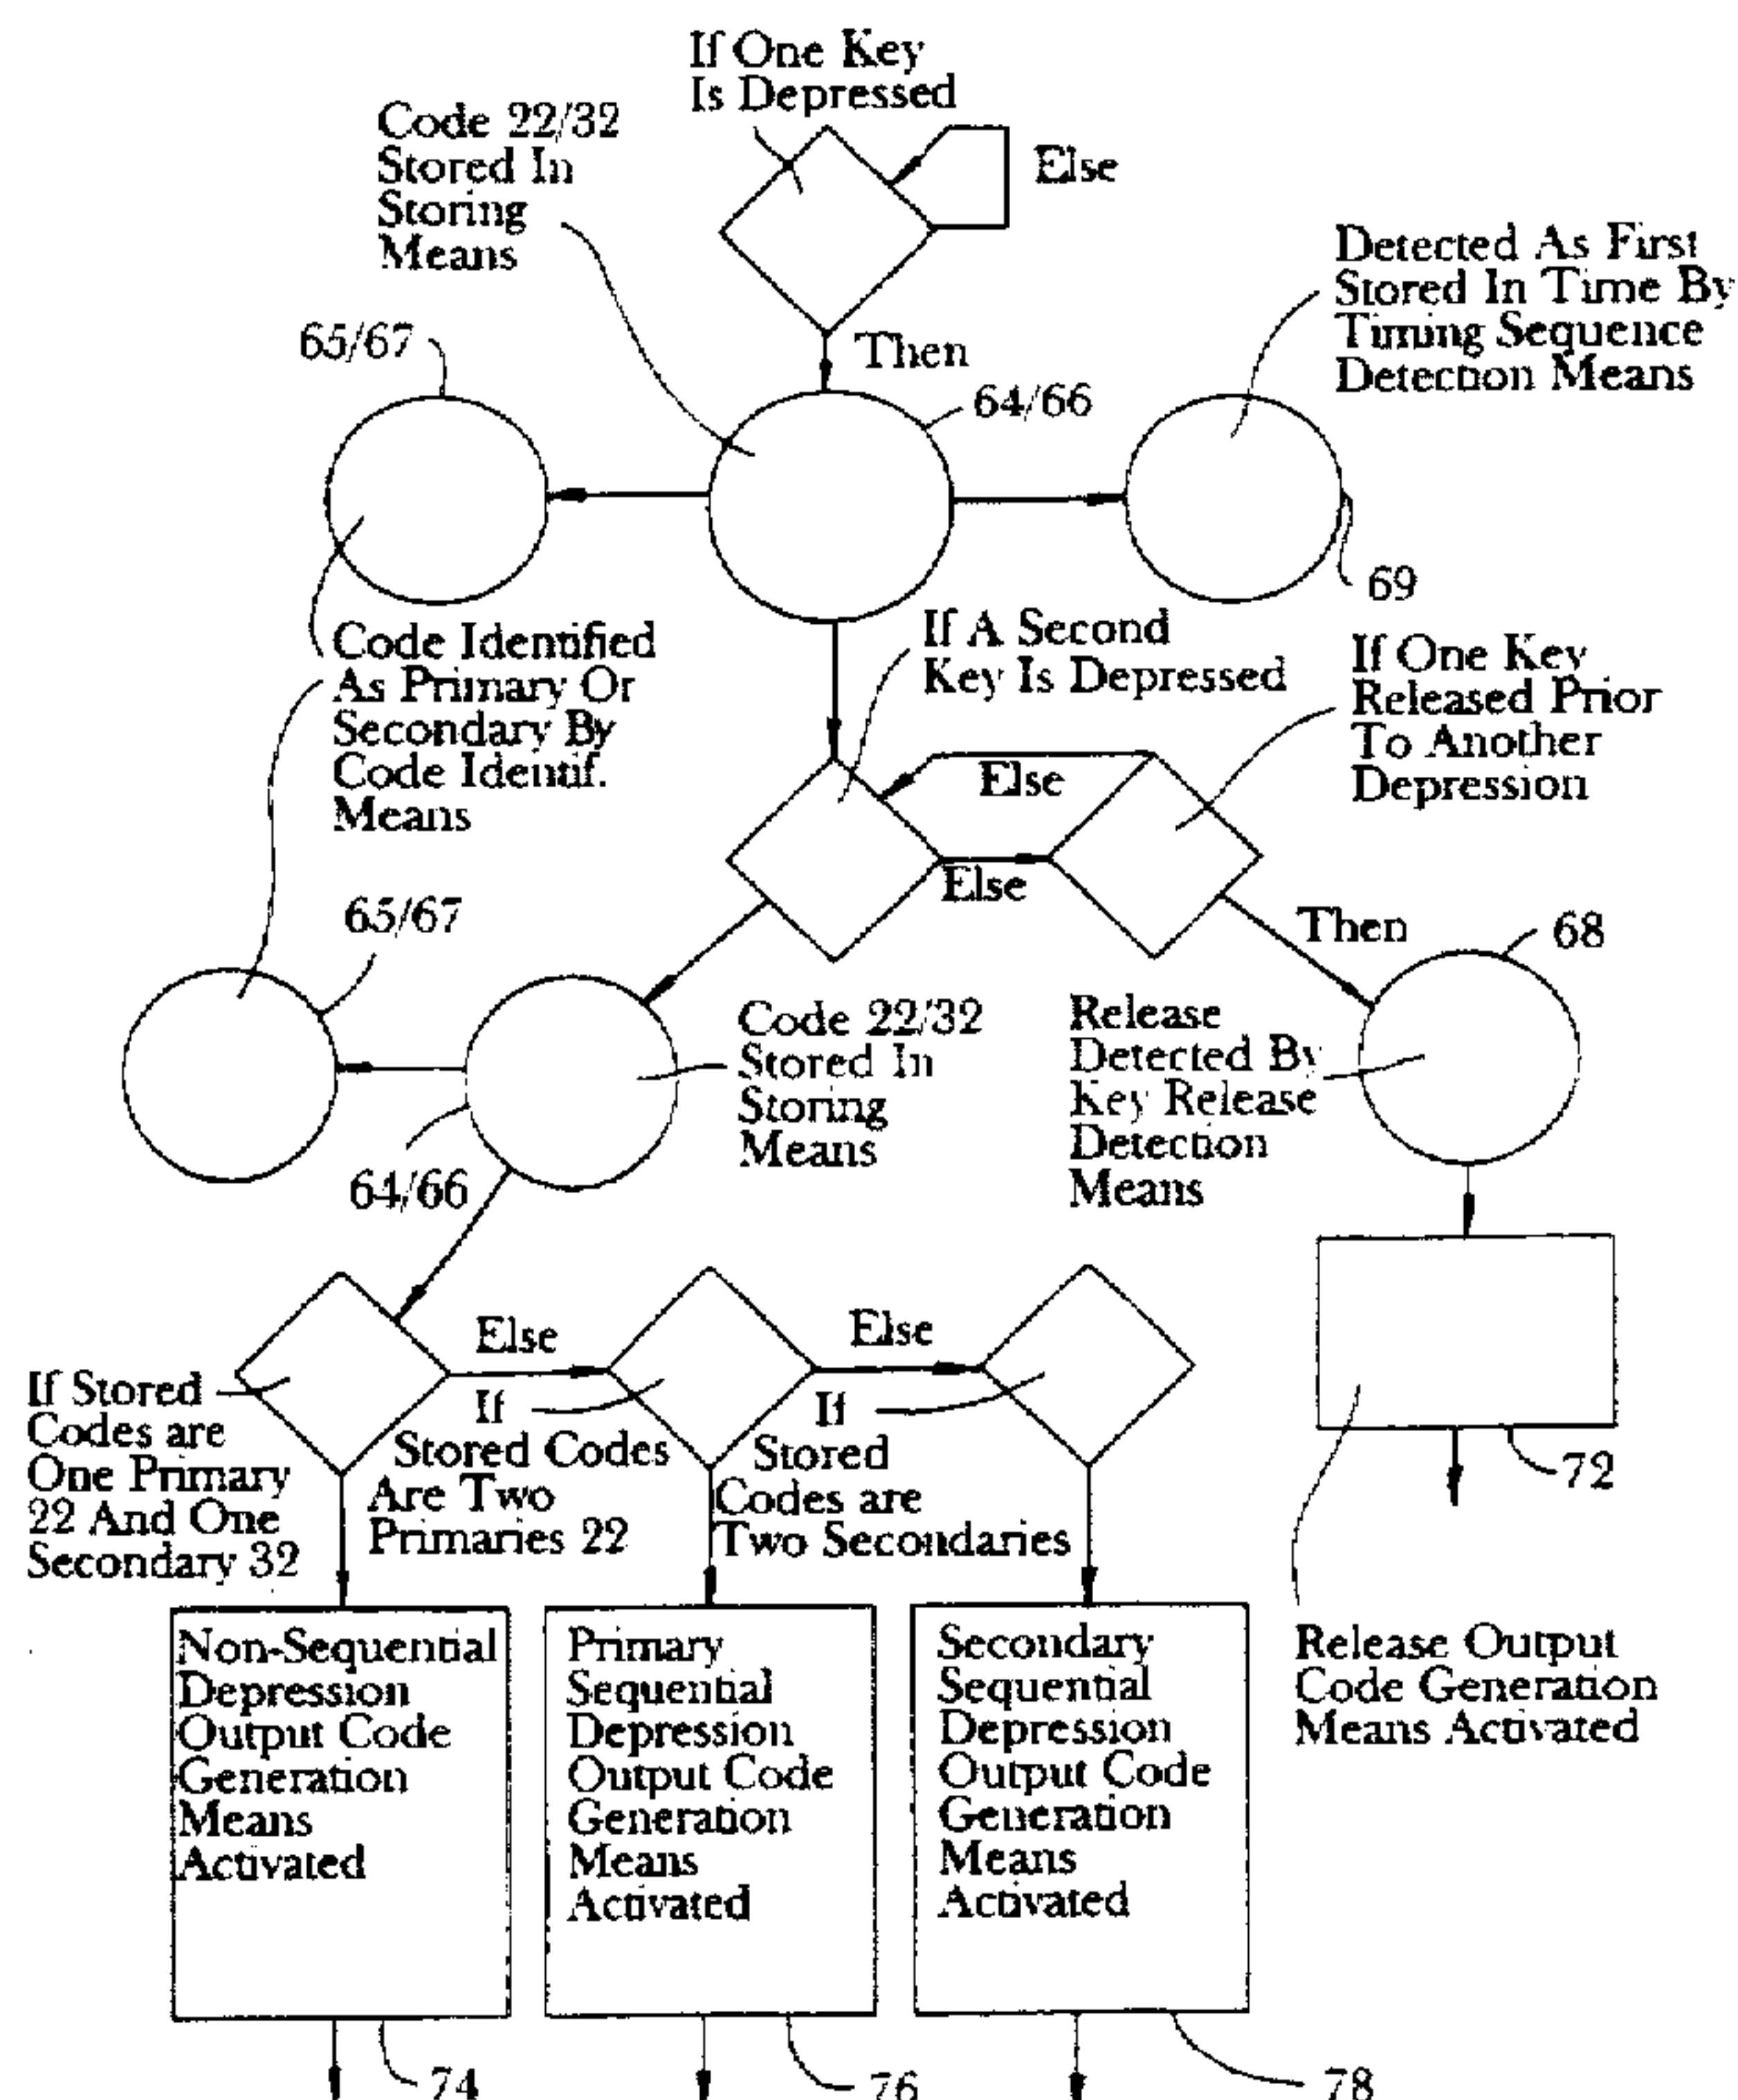 If One Key
Is Depressed
Code 22/32
Stored In
Storing
Means
Else
Detected As First
Stored In Time By
Timing Sequence
Detection Means
Then
65/67
64/66
69
Code Identified
As Primary Or
Secondary By
Code Identif.
Means
If A Second
Key Is Depressed
If One Key
Released Prior
To Another
Depression
Else
Else
Then
65/67
68
Code 22/32
Stored In
Storing
Means
64/66
Release
Detected By
Key Release
Detection
Means
Else
Else
If Stored
Codes are
One Primary
22 And One
Secondary 32
If
Stored Codes
Are Two
Primaries 22
If
Stored
Codes are
Two Secondaries
72
Release Output
Code Generation
Means Activated
Non-Sequential
Depression
Output Code
Generation
Means
Activated
Primary
Sequential
Depression
Output Code
Generation
Means
Activated
Secondary
Sequential
Depression
Output Code
Generation
Means
Activated
74
76
78